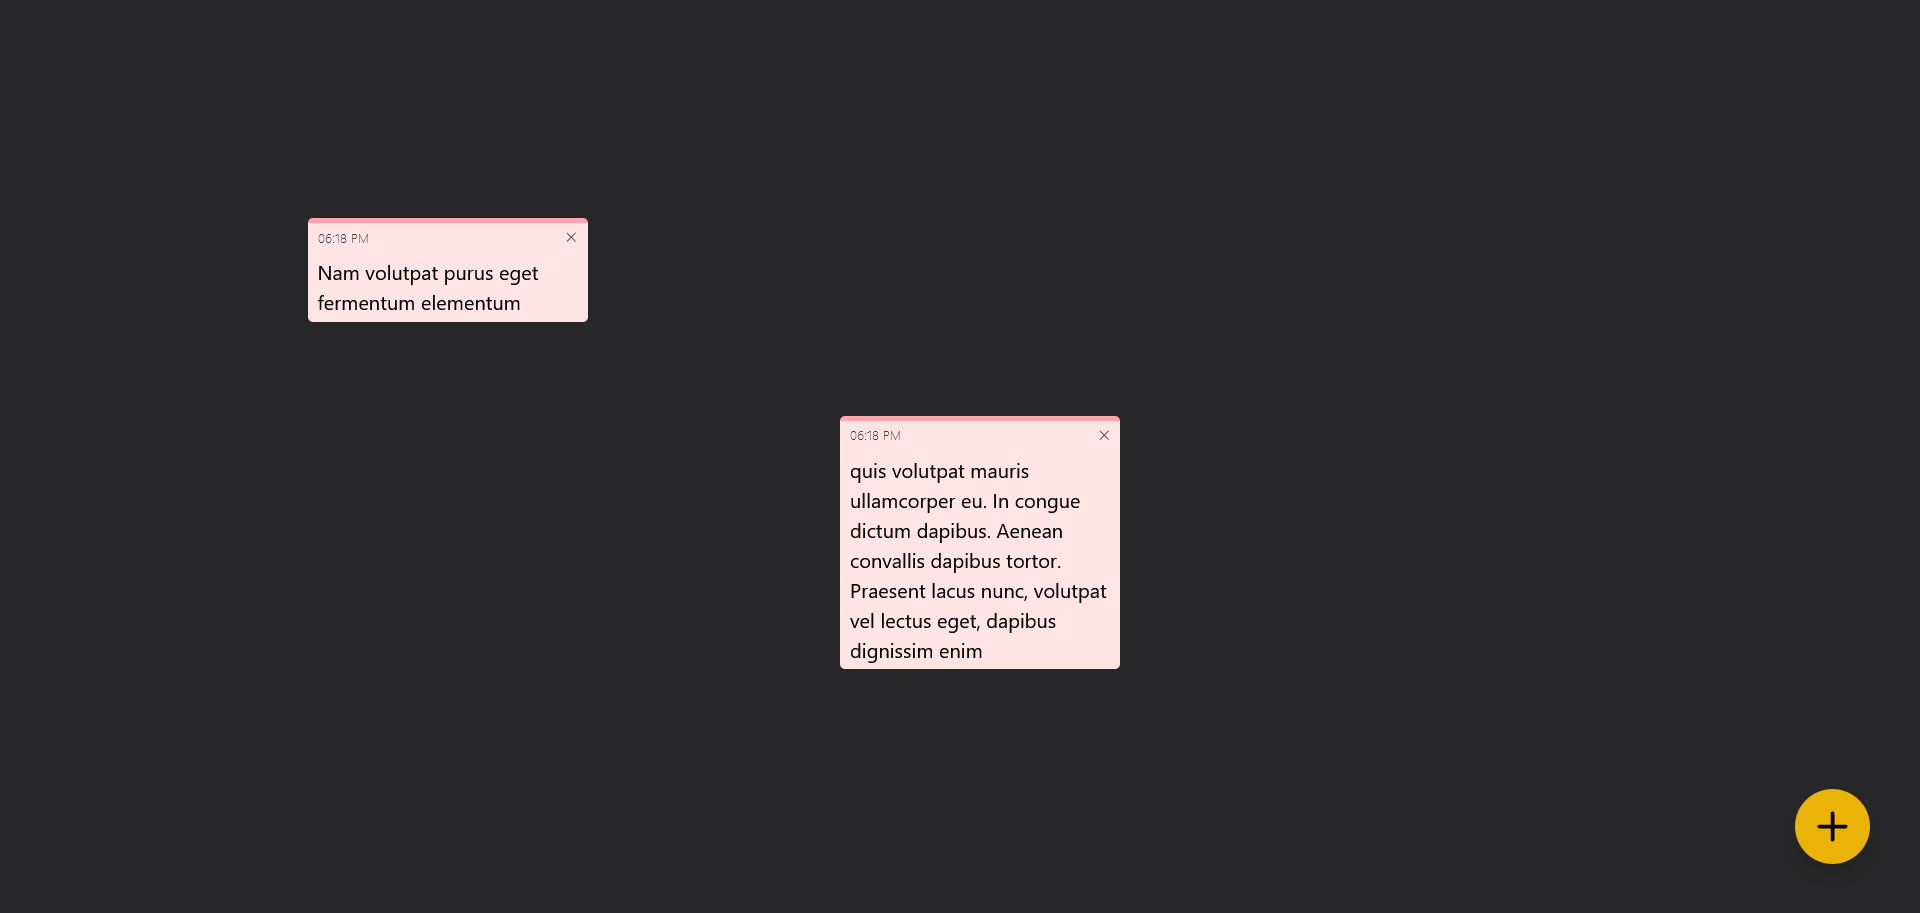 06:18 PM
Nam volutpat purus eget
fermentum elementum
06:18 PM
quis volutpat mauris
ullamcorper eu. In congue
dictum dapibus. Aenean
convallis dapibus tortor.
Praesent lacus nunc, volutpat
vel lectus eget, dapibus
dignissim enim